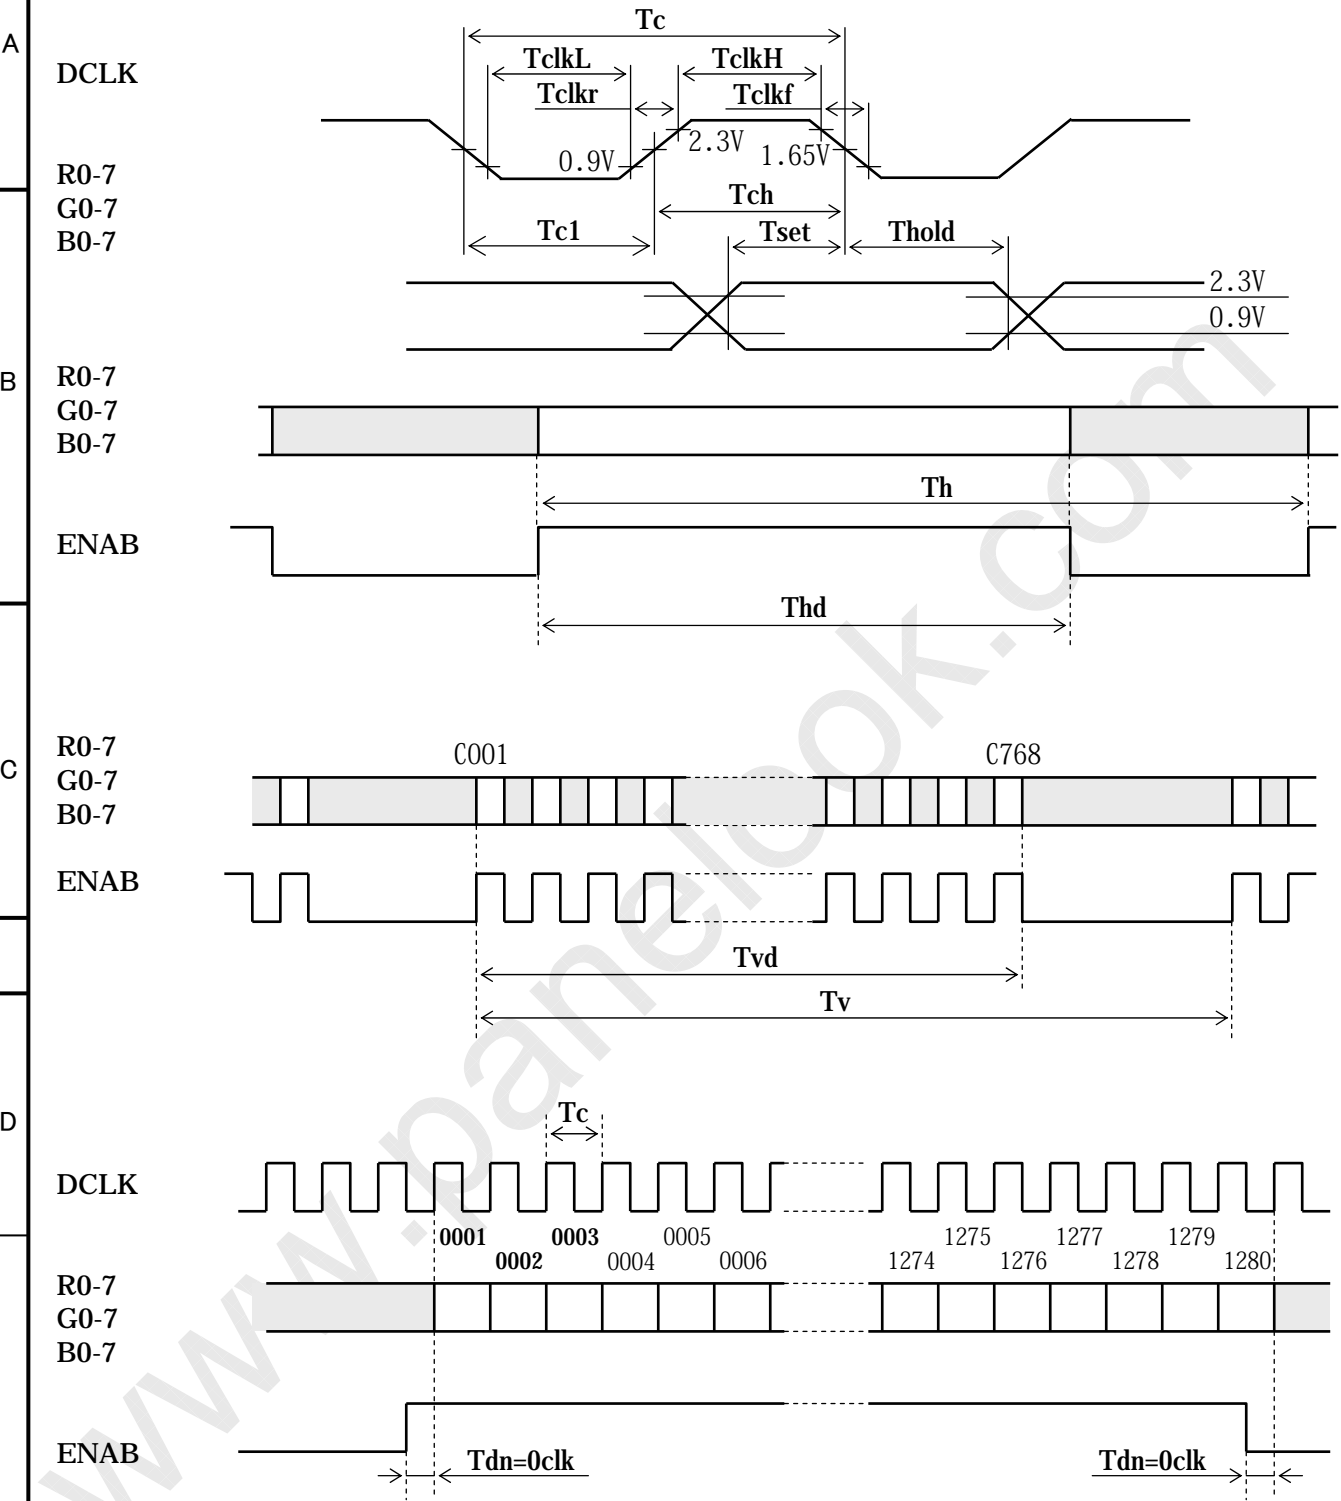 A
Tc
DCLK
TclkL
TclkH
Tclkr
Tclkf
2.3V
0.9V
1.65V
R0-7
G0-7
B0-7
Tch
Tc1
Tset
Thold
2.3V
0.9V
B
R0-7
G0-7
B0-7
Th
ENAB
Thd
C
R0-7
G0-7
B0-7
C001
C768
ENAB
Tvd
Tv
D
Tc
DCLK
0001
0003
0005
1275
1277
1279
0002
0004
0006
1274
1276
1278
1280
R0-7
G0-7
B0-7
ENAB
Tdn=0clk
Tdn=0clk
www.panelook.com